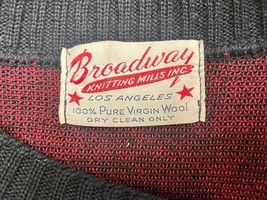 Broadway
KNITTING MILLS INC.
LOS ANGELES
100% PURE VIRGIN WOOL
DRY CLEAN ONLY